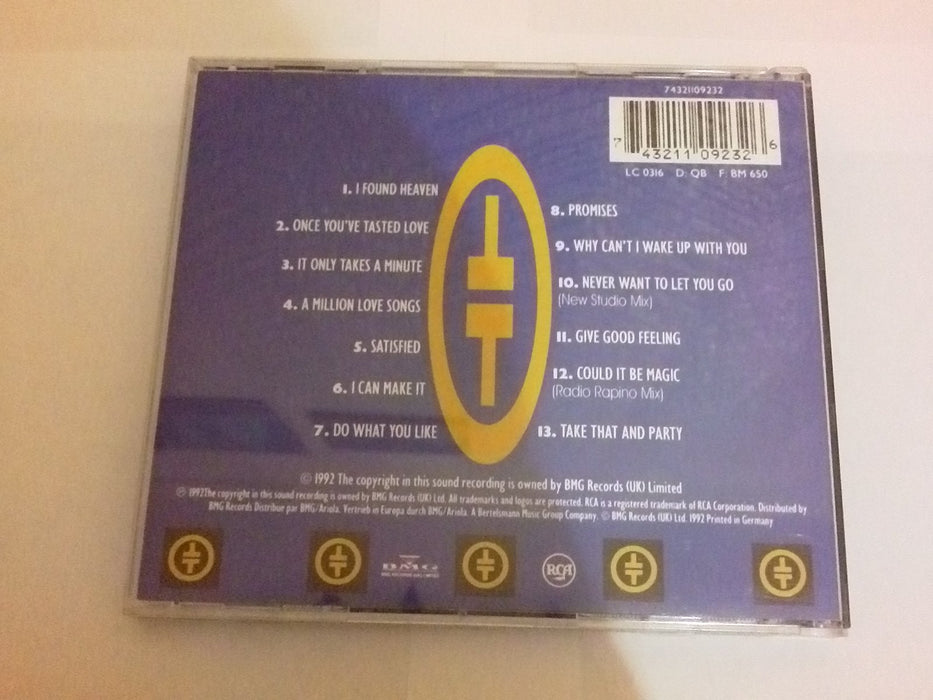 74321109232
7 43211 09232 6
LC 0316 D: QB F: BM 650
1. I FOUND HEAVEN
2. ONCE YOU'VE TASTED LOVE
3. IT ONLY TAKES A MINUTE
4. A MILLION LOVE SONGS
5. SATISFIED
6. I CAN MAKE IT
7. DO WHAT YOU LIKE
8. PROMISES
9. WHY CAN'T I WAKE UP WITH YOU
10. NEVER WANT TO LET YOU GO
(New Studio Mix)
11. GIVE GOOD FEELING
12. COULD IT BE MAGIC
(Radio Rapino Mix)
13. TAKE THAT AND PARTY
© 1992 The copyright in this sound recording is owned by BMG Records (UK) Limited
℗ 1992The copyright in this sound recording is owned by BMG Records (UK) Ltd. All trademarks and logos are protected. RCA is a registered trademark of RCA Corporation. Distributed by
BMG Records Distribue par BMG/Ariola. Vertrieb in Europa durch BMG/Ariola. A Bertelsmann Music Group Company. © BMG Records (UK) Ltd. 1992 Printed in Germany
BMG
BMG RECORDS (UK) LIMITED
RCA